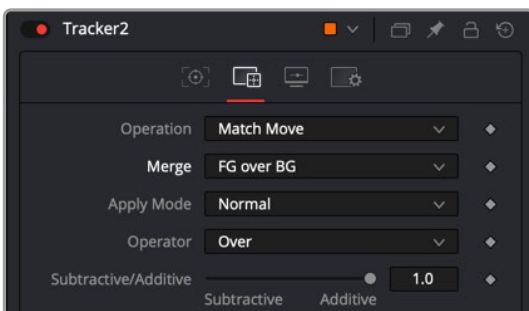 Tracker2
Operation Match Move
Merge FG over BG
Apply Mode Normal
Operator Over
Subtractive/Additive 1.0
Subtractive Additive